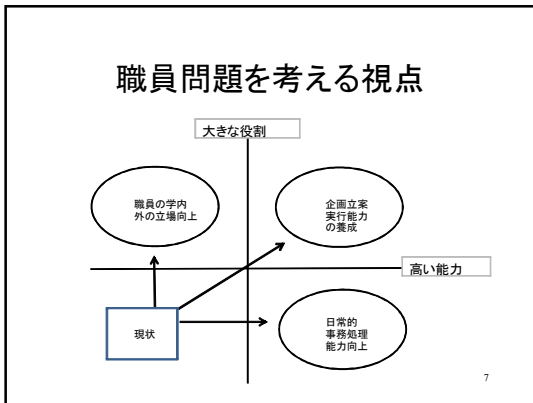 職員問題を考える視点
大きな役割
職員の学内
外の立場向上
企画立案
実行能力
の養成
高い能力
現状
日常的
事務処理
能力向上
7